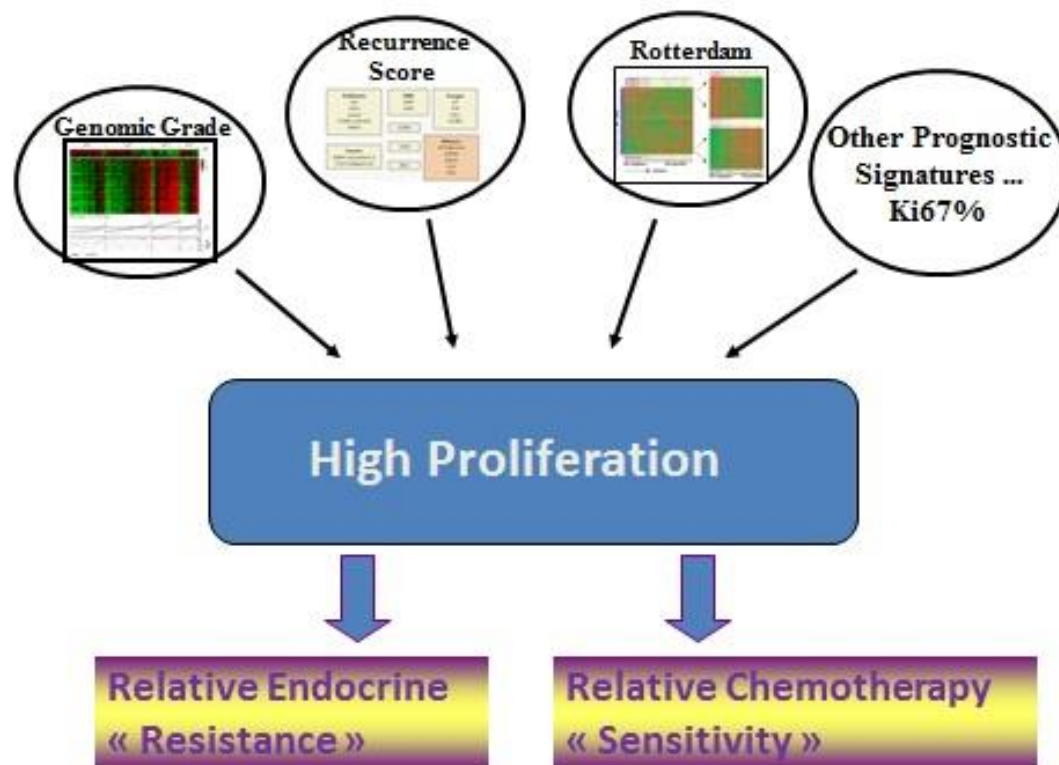 Recurrence
Score
Rotterdam
Genomic Grade
Other Prognostic
Signatures ...
Ki67%
High Proliferation
Relative Endocrine
« Resistance »
Relative Chemotherapy
« Sensitivity »